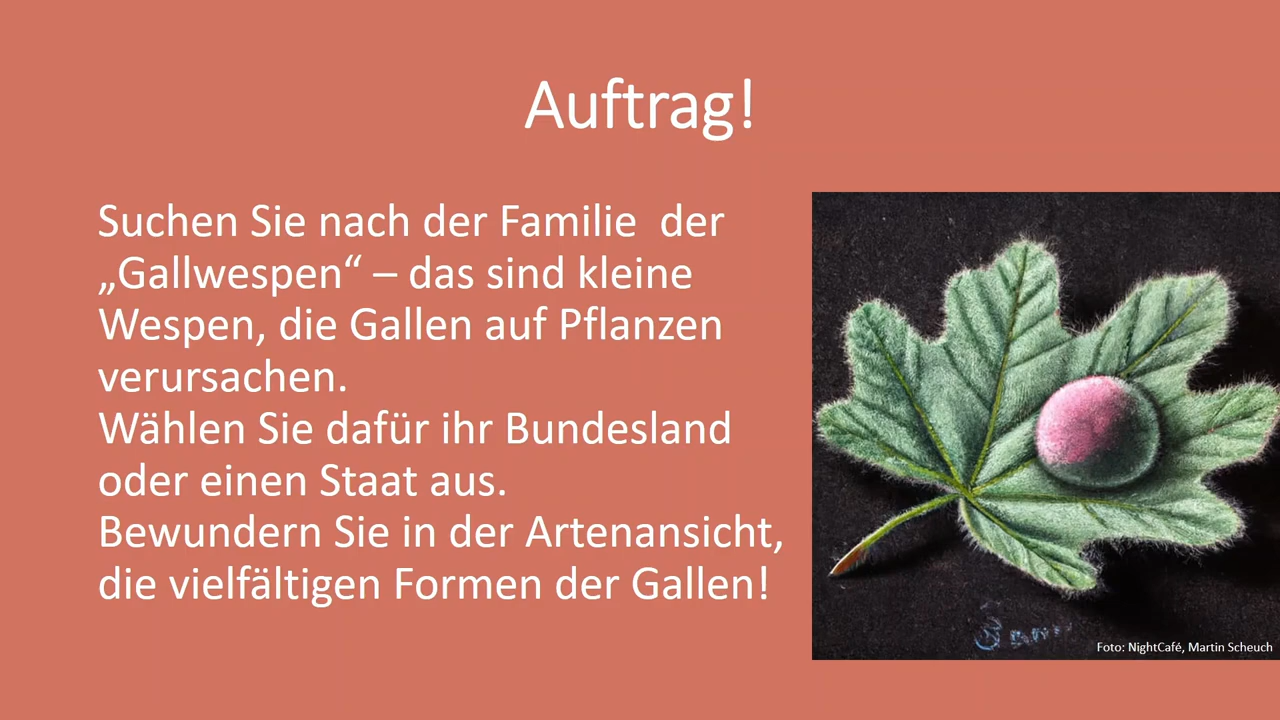 Auftrag!
Suchen Sie nach der Familie  der
„Gallwespen“ – das sind kleine
Wespen, die Gallen auf Pflanzen
verursachen.
Wählen Sie dafür ihr Bundesland
oder einen Staat aus.
Bewundern Sie in der Artenansicht,
die vielfältigen Formen der Gallen!
Foto: NightCafé, Martin Scheuch